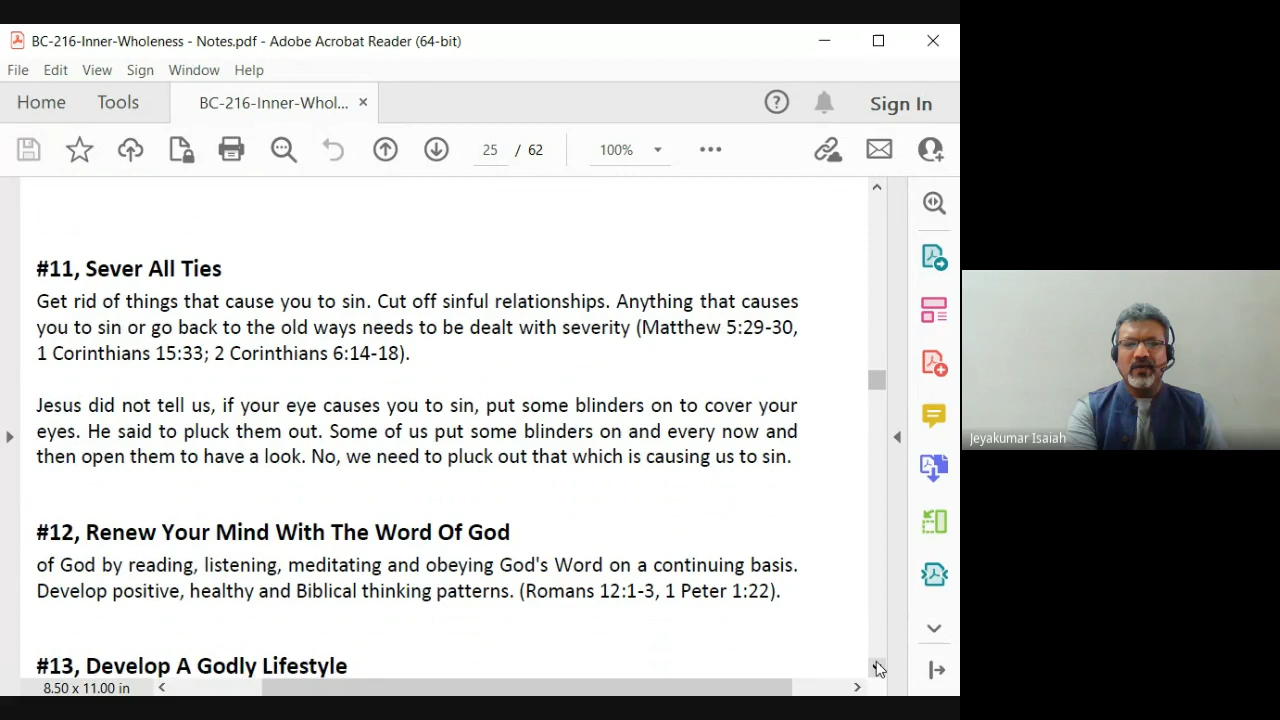 BC-216-Inner-Wholeness - Notes.pdf - Adobe Acrobat Reader (64-bit)
File Edit View Sign Window Help
Home Tools BC-216-Inner-Whol... × Sign In
25 / 62 100%
#11, Sever All Ties
Get rid of things that cause you to sin. Cut off sinful relationships. Anything that causes
you to sin or go back to the old ways needs to be dealt with severity (Matthew 5:29-30,
1 Corinthians 15:33; 2 Corinthians 6:14-18).
Jesus did not tell us, if your eye causes you to sin, put some blinders on to cover your
eyes. He said to pluck them out. Some of us put some blinders on and every now and
then open them to have a look. No, we need to pluck out that which is causing us to sin.
#12, Renew Your Mind With The Word Of God
of God by reading, listening, meditating and obeying God's Word on a continuing basis.
Develop positive, healthy and Biblical thinking patterns. (Romans 12:1-3, 1 Peter 1:22).
#13, Develop A Godly Lifestyle
8.50 x 11.00 in
Jeyakumar Isaiah